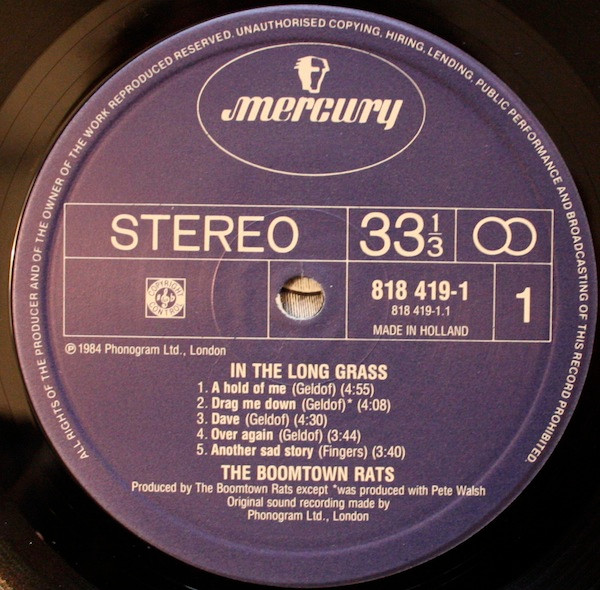 ALL RIGHTS OF THE PRODUCER AND OF THE OWNER OF THE WORK REPRODUCED RESERVED. UNAUTHORISED COPYING, HIRING, LENDING, PUBLIC PERFORMANCE AND BROADCASTING OF THIS RECORD PROHIBITED.
mercury
STEREO
33 1/3
818 419-1
818 419-1.1
MADE IN HOLLAND
1
COPYRIGHT
CONTROL
℗ 1984 Phonogram Ltd., London
IN THE LONG GRASS
1. A hold of me (Geldof) (4:55)
2. Drag me down (Geldof)* (4:08)
3. Dave (Geldof) (4:30)
4. Over again (Geldof) (3:44)
5. Another sad story (Fingers) (3:40)
THE BOOMTOWN RATS
Produced by The Boomtown Rats except *was produced with Pete Walsh
Original sound recording made by
Phonogram Ltd., London